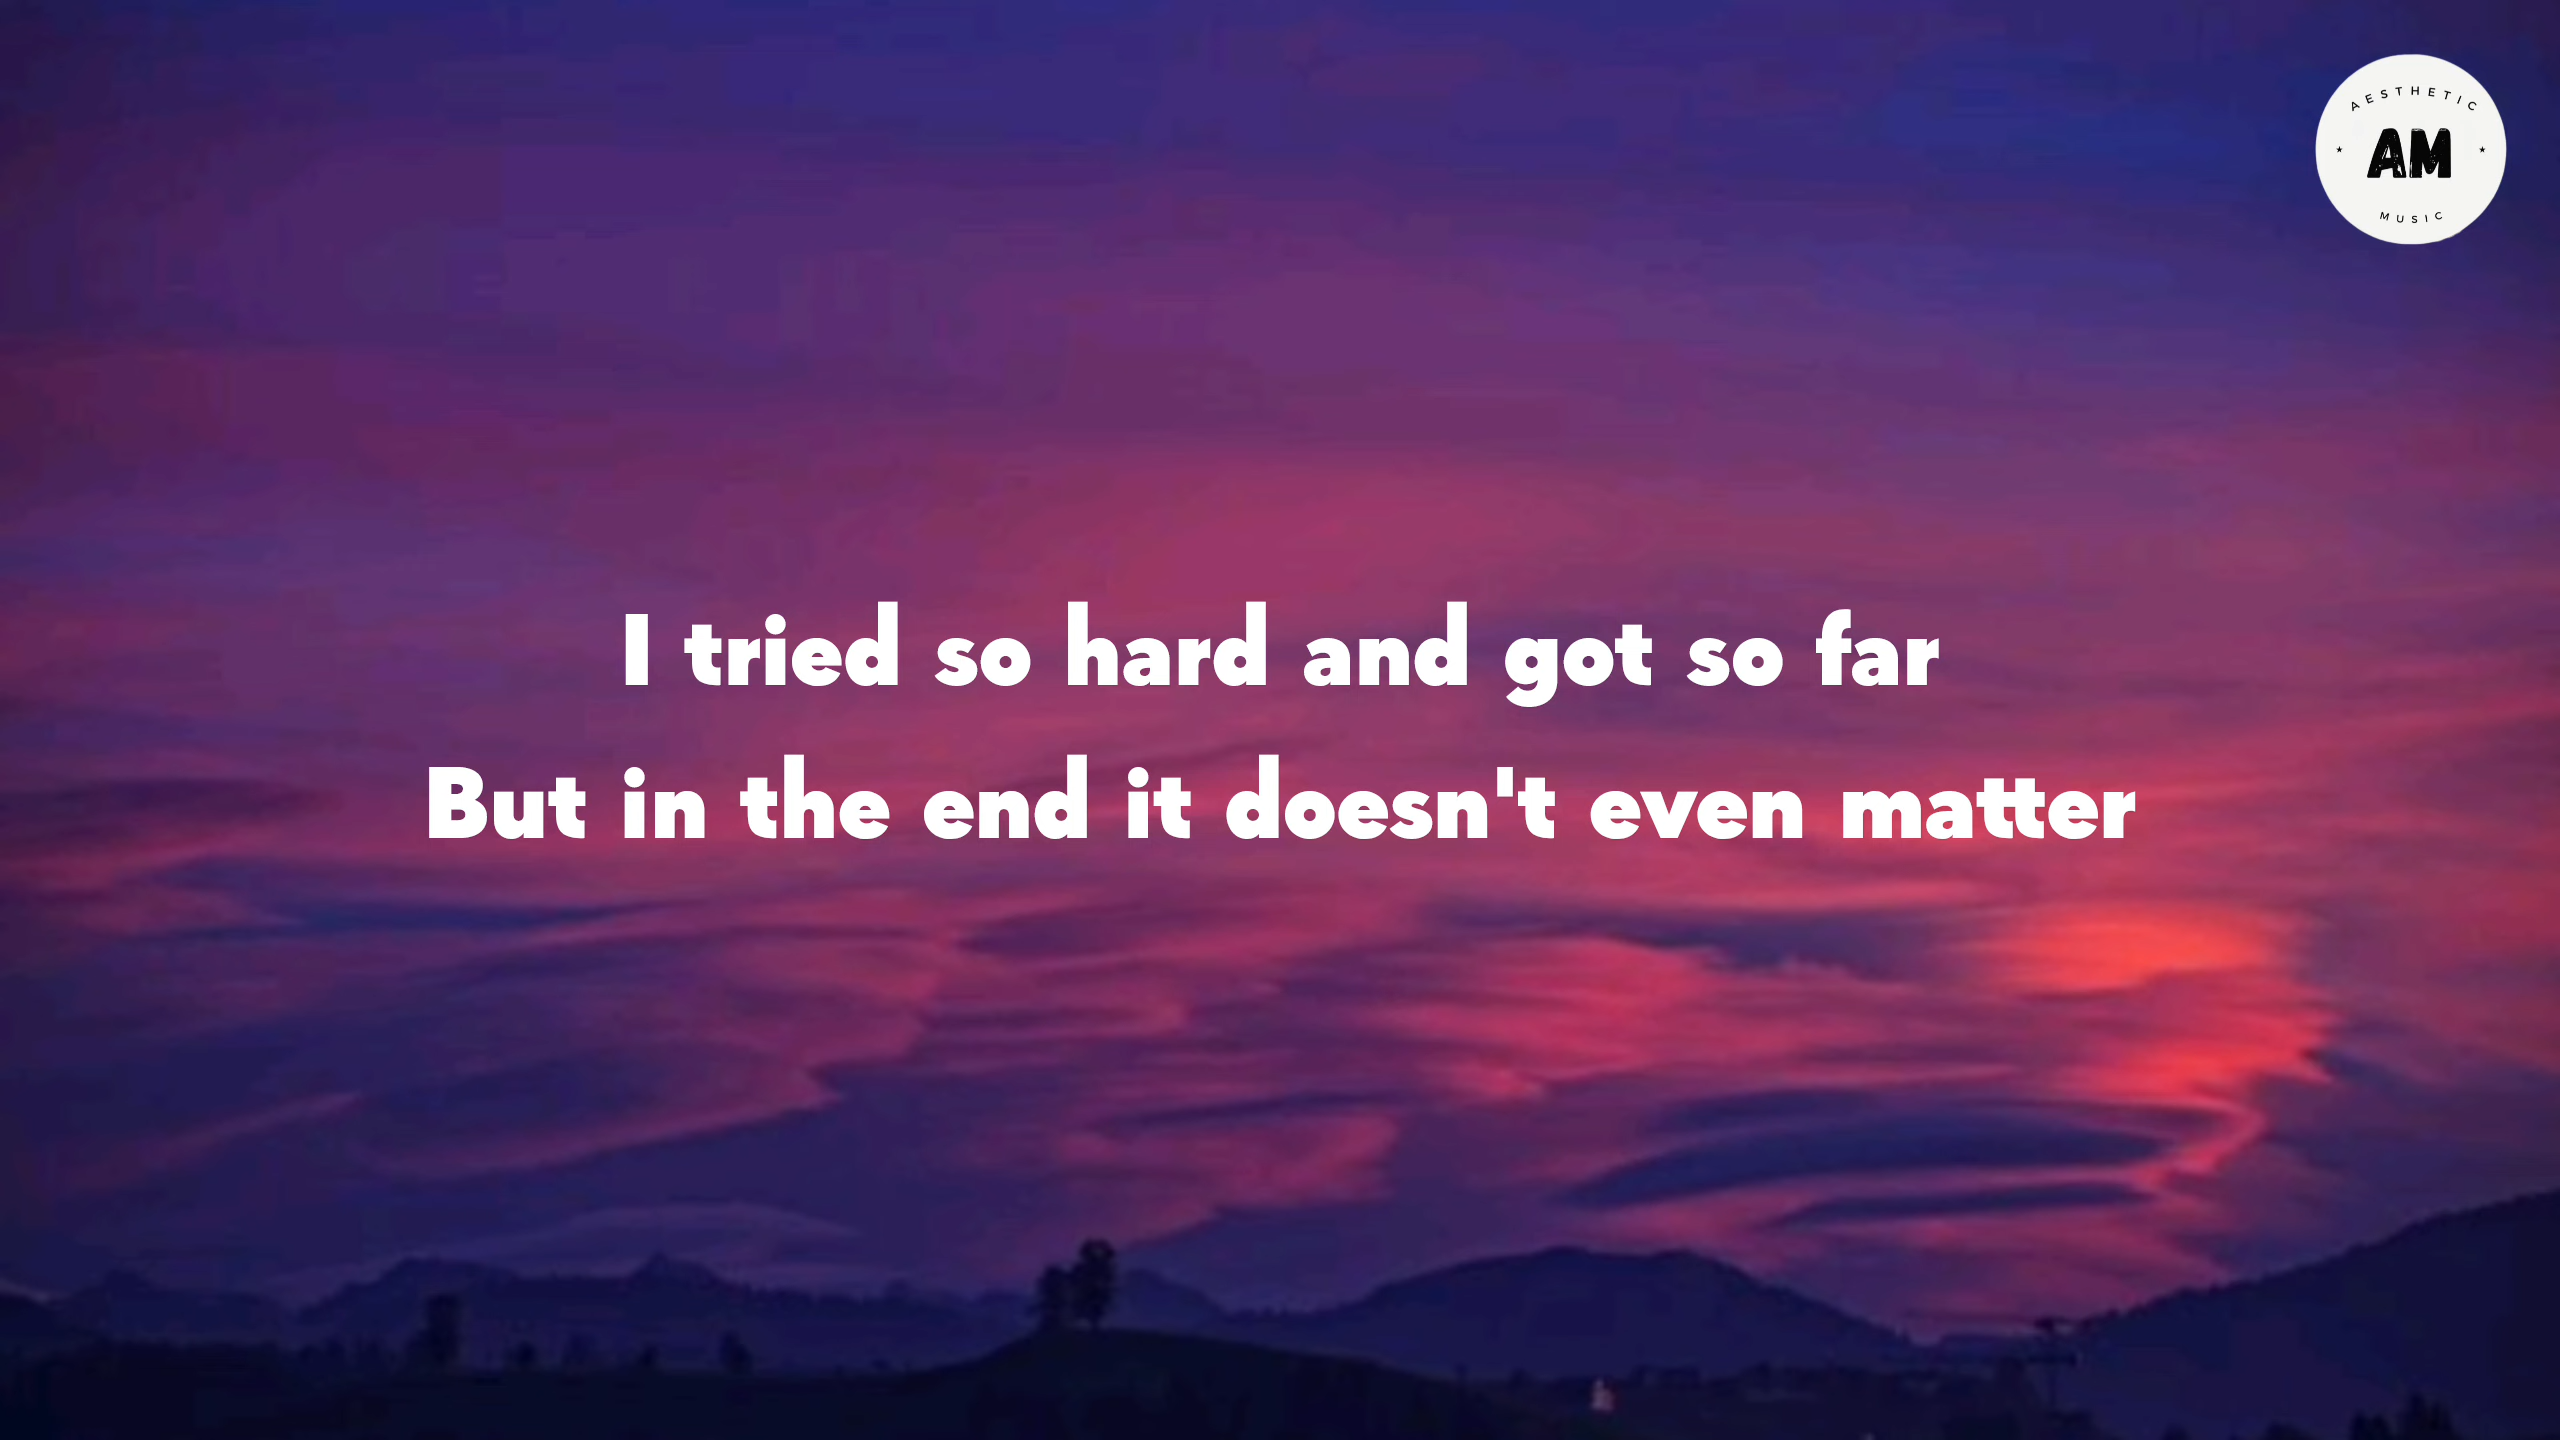 AESTHETIC
AM
MUSIC
I tried so hard and got so far
But in the end it doesn't even matter